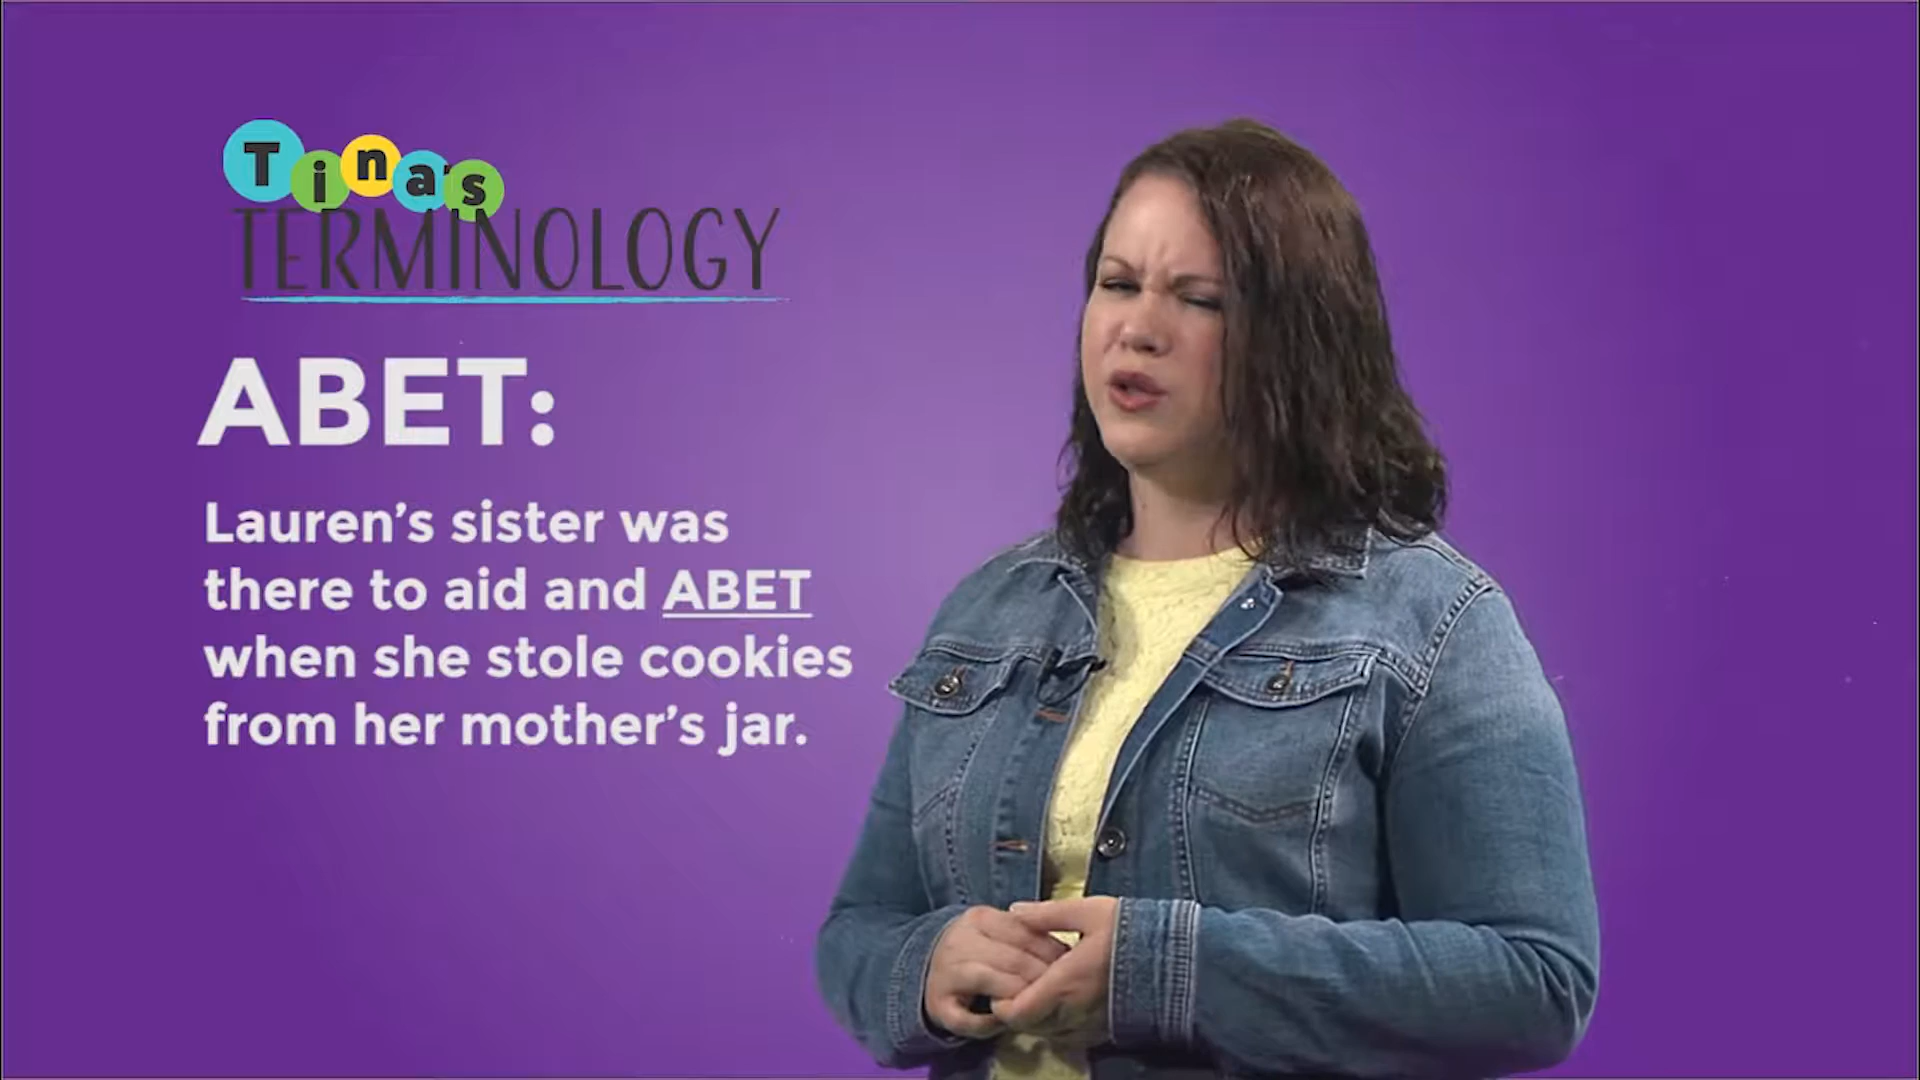 Tina's
TERMINOLOGY
ABET:
Lauren's sister was
there to aid and ABET
when she stole cookies
from her mother's jar.